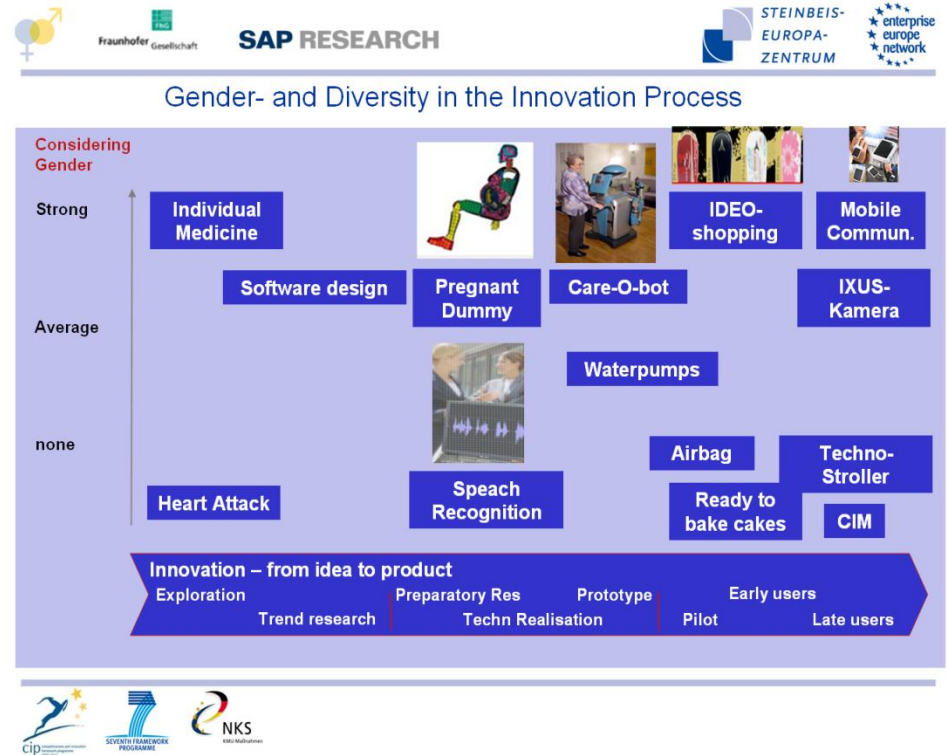 FhG
Fraunhofer Gesellschaft
SAP RESEARCH
STEINBEIS-
EUROPA-
ZENTRUM
enterprise
europe
network
Gender- and Diversity in the Innovation Process
Considering
Gender
Strong
Individual
Medicine
IDEO-
shopping
Mobile
Commun.
Software design
Pregnant
Dummy
Care-O-bot
IXUS-
Kamera
Average
Waterpumps
none
Airbag
Techno-
Stroller
Heart Attack
Speach
Recognition
Ready to
bake cakes
CIM
Innovation – from idea to product
Exploration
Preparatory Res
Prototype
Early users
Trend research
Techn Realisation
Pilot
Late users
cip
SEVENTH FRAMEWORK
PROGRAMME
NKS
KMU-Maßnahmen